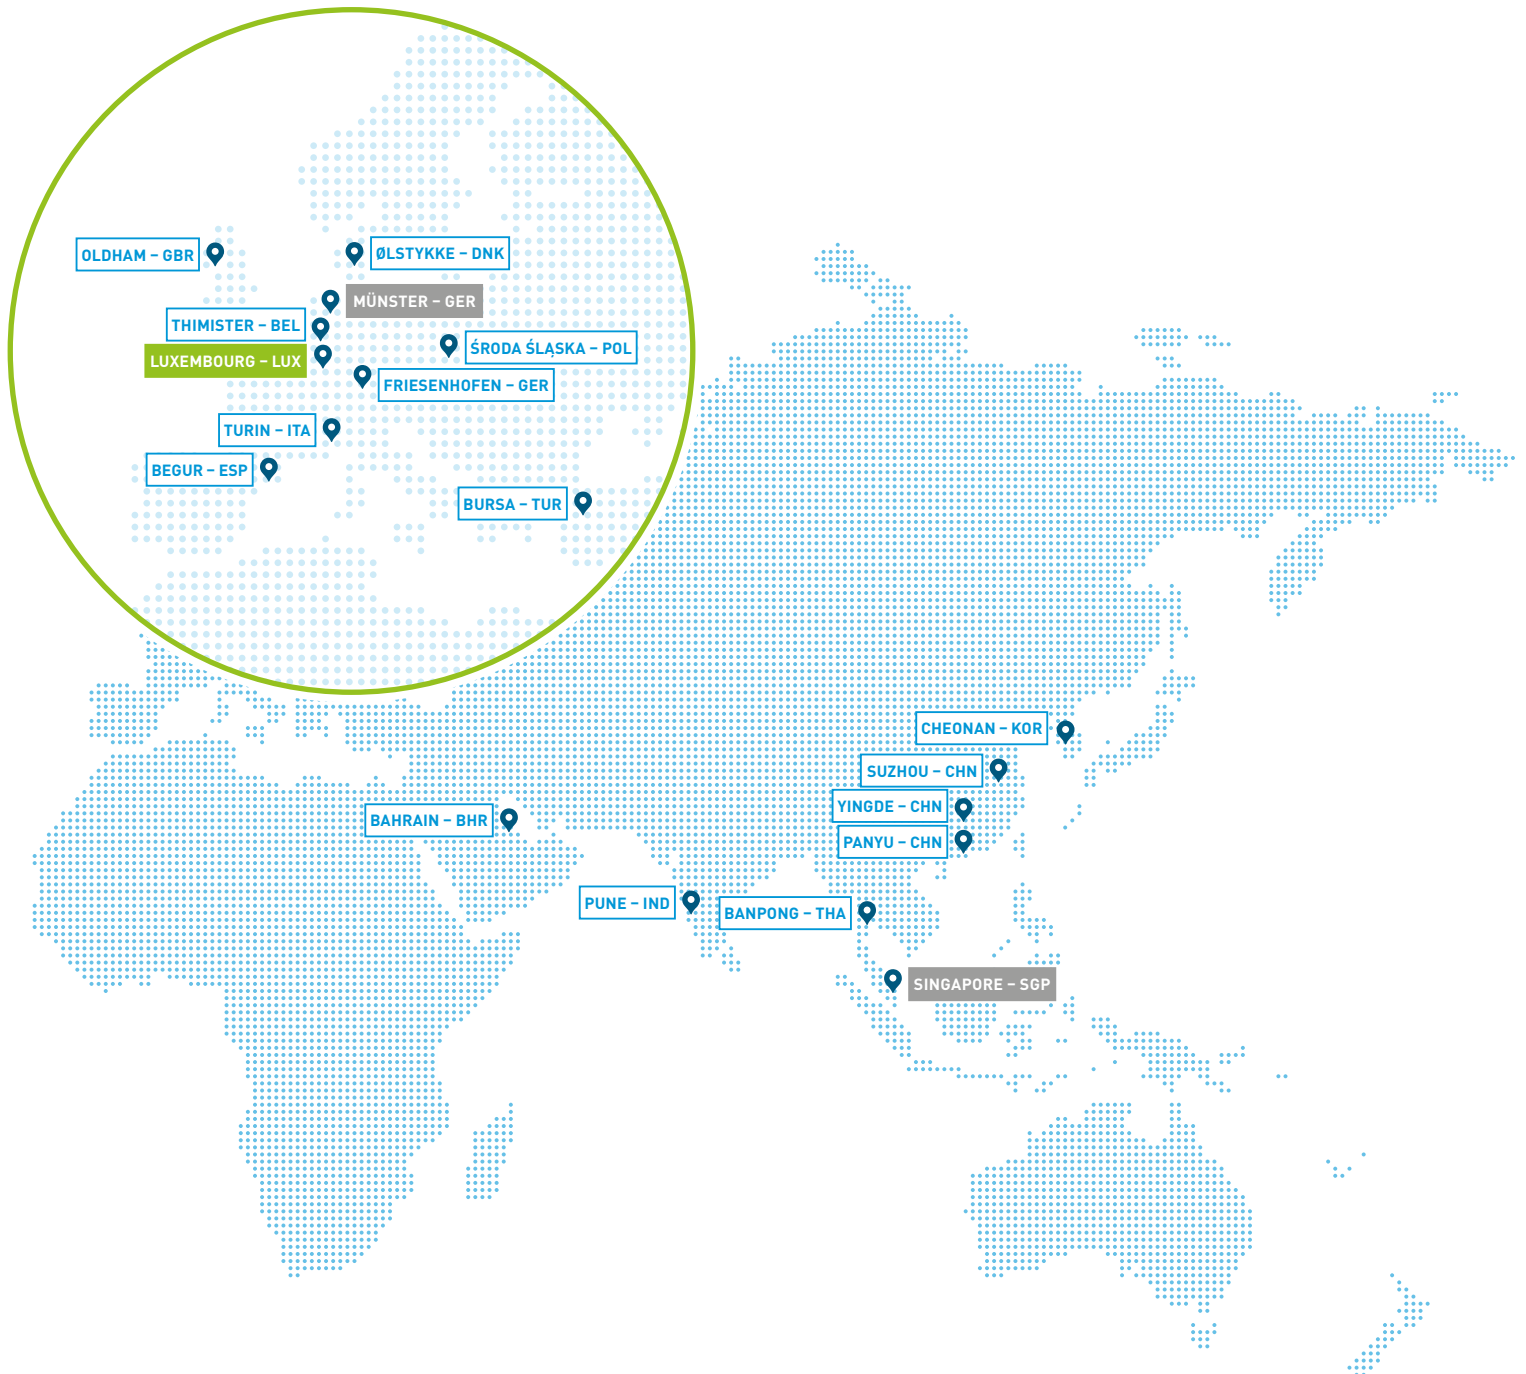 OLDHAM – GBR
ØLSTYKKE – DNK
MÜNSTER – GER
THIMISTER – BEL
LUXEMBOURG – LUX
ŚRODA ŚLĄSKA – POL
FRIESENHOFEN – GER
TURIN – ITA
BEGUR – ESP
BURSA – TUR
CHEONAN – KOR
SUZHOU – CHN
YINGDE – CHN
BAHRAIN – BHR
PANYU – CHN
PUNE – IND
BANPONG – THA
SINGAPORE – SGP